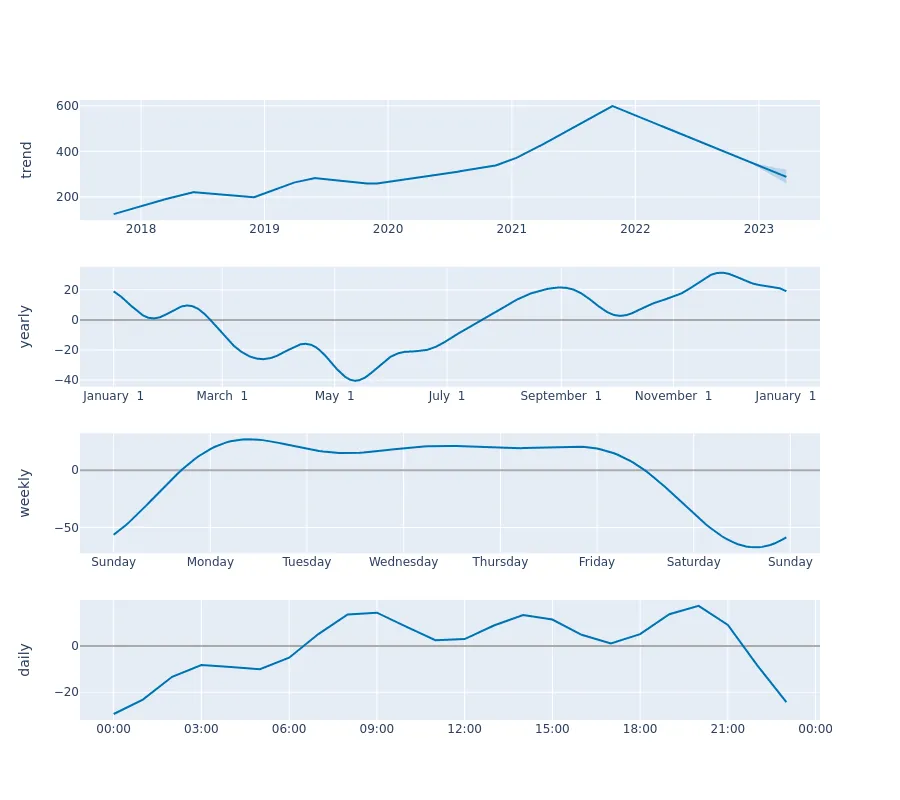 trend
600
400
200
2018 2019 2020 2021 2022 2023
yearly
20
0
−20
−40
January 1 March 1 May 1 July 1 September 1 November 1 January 1
weekly
0
−50
Sunday Monday Tuesday Wednesday Thursday Friday Saturday Sunday
daily
0
−20
00:00 03:00 06:00 09:00 12:00 15:00 18:00 21:00 00:00